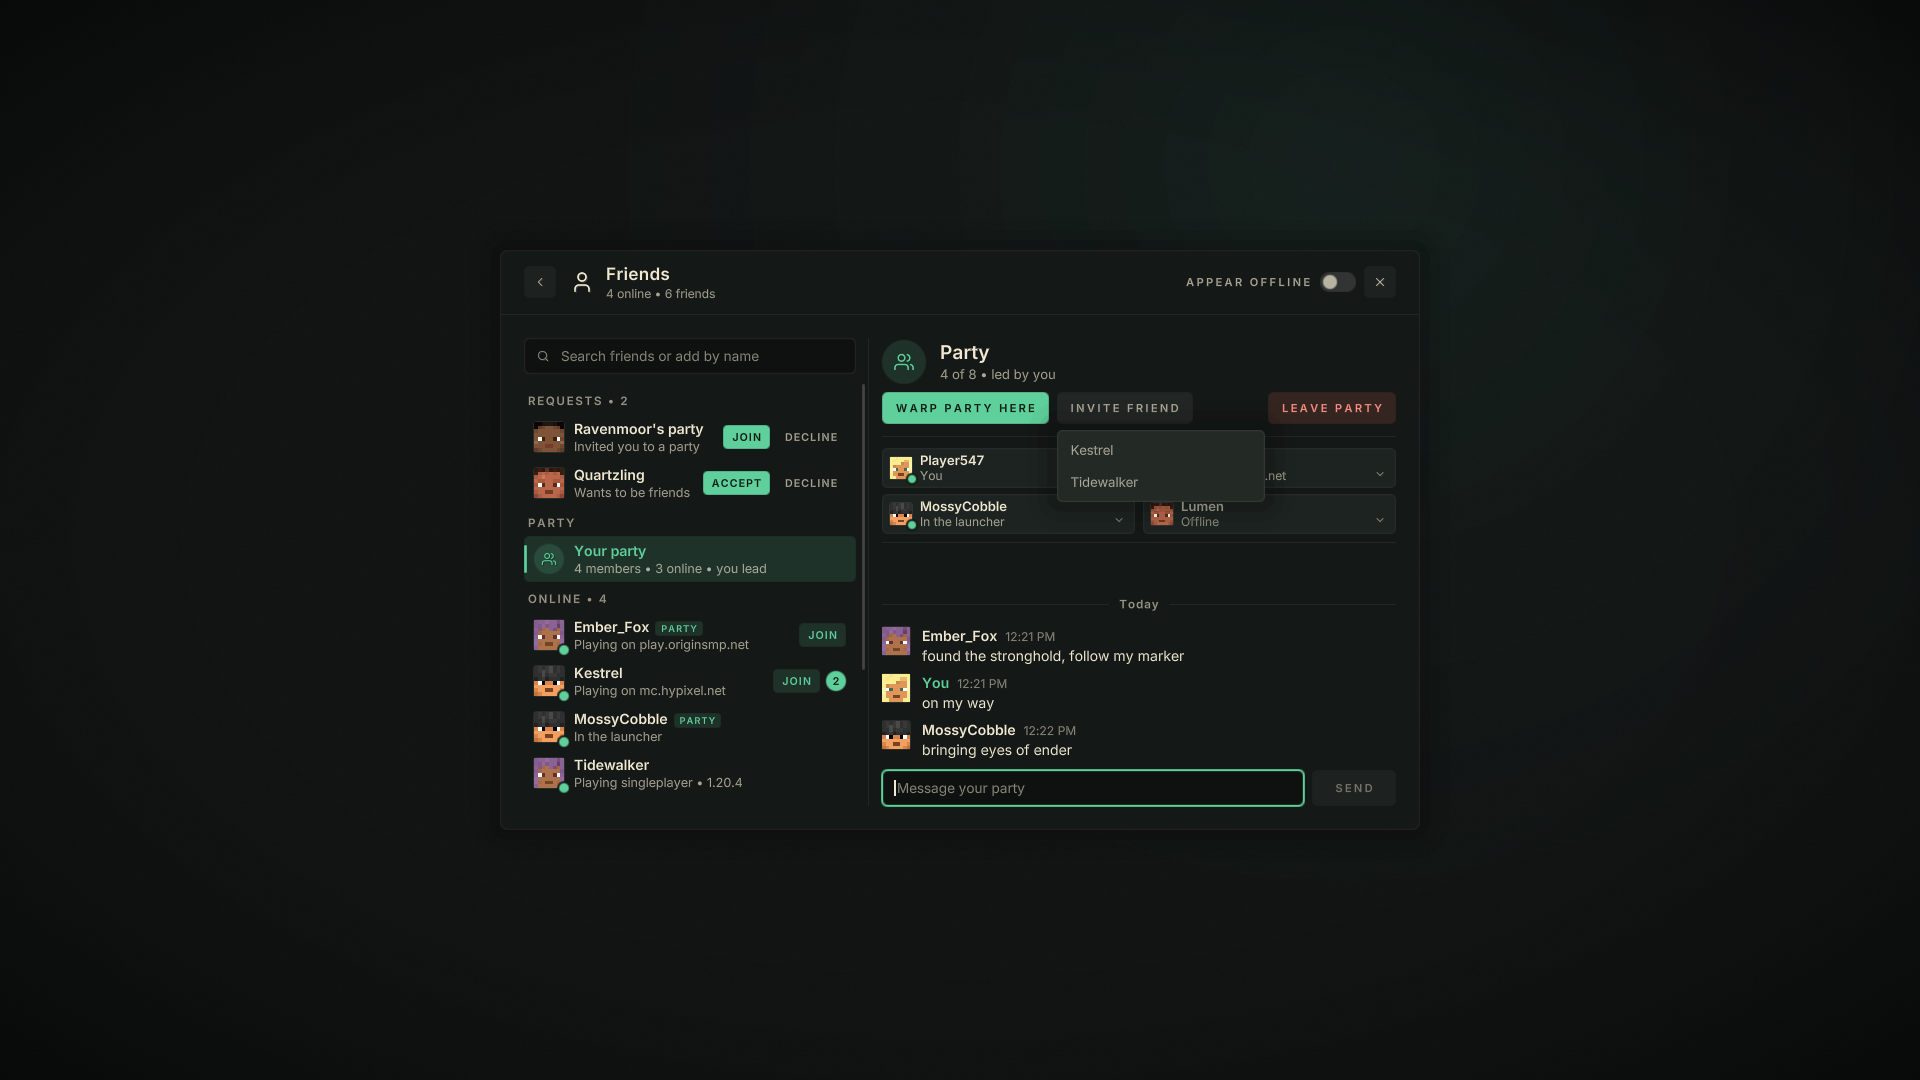 Friends
4 online • 6 friends
APPEAR OFFLINE
Search friends or add by name
REQUESTS • 2
Ravenmoor's party
Invited you to a party
JOIN
DECLINE
Quartzling
Wants to be friends
ACCEPT
DECLINE
PARTY
Your party
4 members • 3 online • you lead
ONLINE • 4
Ember_Fox PARTY
Playing on play.originsmp.net
JOIN
Kestrel
Playing on mc.hypixel.net
JOIN
2
MossyCobble PARTY
In the launcher
Tidewalker
Playing singleplayer • 1.20.4
Party
4 of 8 • led by you
WARP PARTY HERE
INVITE FRIEND
LEAVE PARTY
Kestrel
Tidewalker
Player547
You
.net
MossyCobble
In the launcher
Lumen
Offline
Today
Ember_Fox 12:21 PM
found the stronghold, follow my marker
You 12:21 PM
on my way
MossyCobble 12:22 PM
bringing eyes of ender
Message your party
SEND